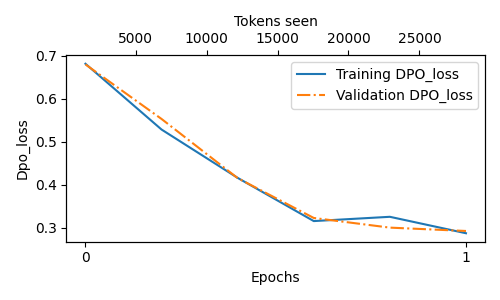 Tokens seen
5000 10000 15000 20000 25000
0.7
0.6
0.5
0.4
0.3
Dpo_loss
Training DPO_loss
Validation DPO_loss
0 1
Epochs